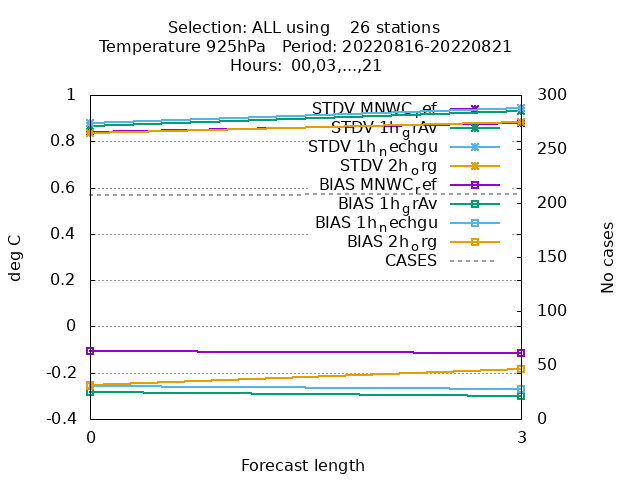 Selection: ALL using    26 stations
Temperature 925hPa   Period: 20220816-20220821
Hours:  00,03,...,21
1
0.8
0.6
0.4
0.2
0
-0.2
-0.4
deg C
300
250
200
150
100
50
0
No cases
STDV MNWC_ref
STDV 1h_grAv
STDV 1h_nechgu
STDV 2h_org
BIAS MNWC_ref
BIAS 1h_grAv
BIAS 1h_nechgu
BIAS 2h_org
CASES
0
3
Forecast length